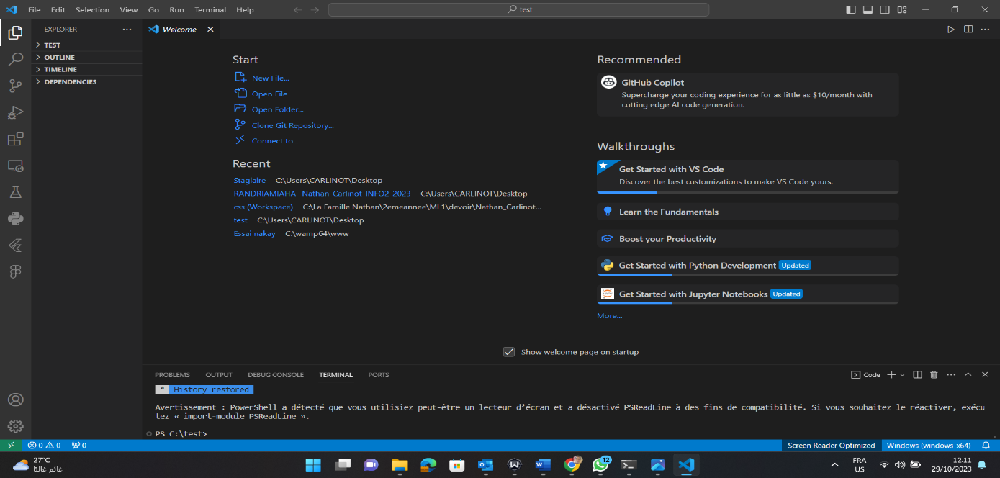 File Edit Selection View Go Run Terminal Help
test
EXPLORER
TEST
OUTLINE
TIMELINE
DEPENDENCIES
Welcome
Start
New File...
Open File...
Open Folder...
Clone Git Repository...
Connect to...
Recent
Stagiaire C:\Users\CARLINOT\Desktop
RANDRIAMIAHA _Nathan_Carlinot_INFO2_2023 C:\Users\CARLINOT\Desktop
css (Workspace) C:\La Famille Nathan\2emeannee\ML1\devoir\Nathan_Carlinot...
test C:\Users\CARLINOT\Desktop
Essai nakay C:\wamp64\www
Recommended
GitHub Copilot
Supercharge your coding experience for as little as $10/month with
cutting edge AI code generation.
Walkthroughs
Get Started with VS Code
Discover the best customizations to make VS Code yours.
Learn the Fundamentals
Boost your Productivity
Get Started with Python Development Updated
Get Started with Jupyter Notebooks Updated
More...
Show welcome page on startup
PROBLEMS OUTPUT DEBUG CONSOLE TERMINAL PORTS
Code
* History restored
Avertissement : PowerShell a détecté que vous utilisiez peut-être un lecteur d’écran et a désactivé PSReadLine à des fins de compatibilité. Si vous souhaitez le réactiver, exécu
tez « import-module PSReadLine ».
PS C:\test>
0 0 0
Screen Reader Optimized Windows (windows-x64)
27°C
غائم غالبًا
12
FRA
US
12:11
29/10/2023